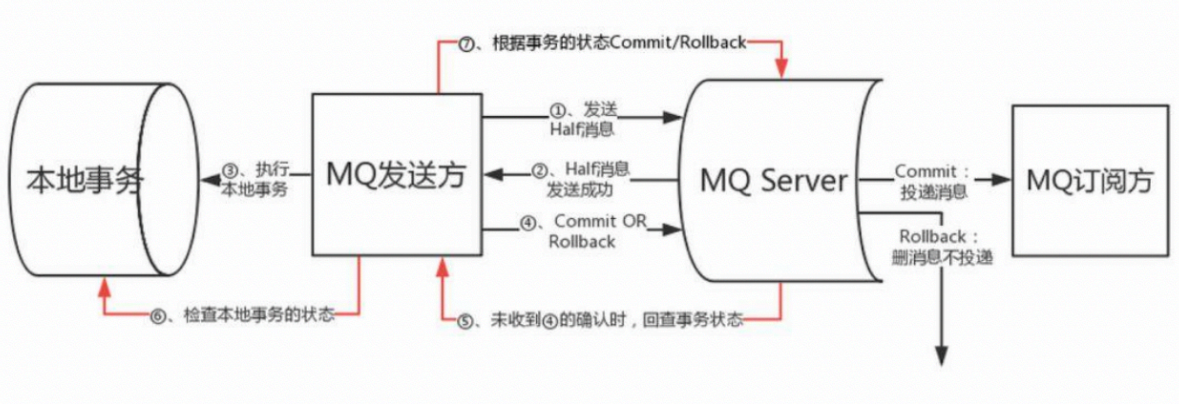 ⑦、根据事务的状态Commit/Rollback
①、发送
Half消息
本地事务
③、执行
本地事务
MQ发送方
②、Half消息
发送成功
MQ Server
Commit：
投递消息
MQ订阅方
④、Commit OR
Rollback
Rollback：
删消息不投递
⑥、检查本地事务的状态
⑤、未收到④的确认时，回查事务状态